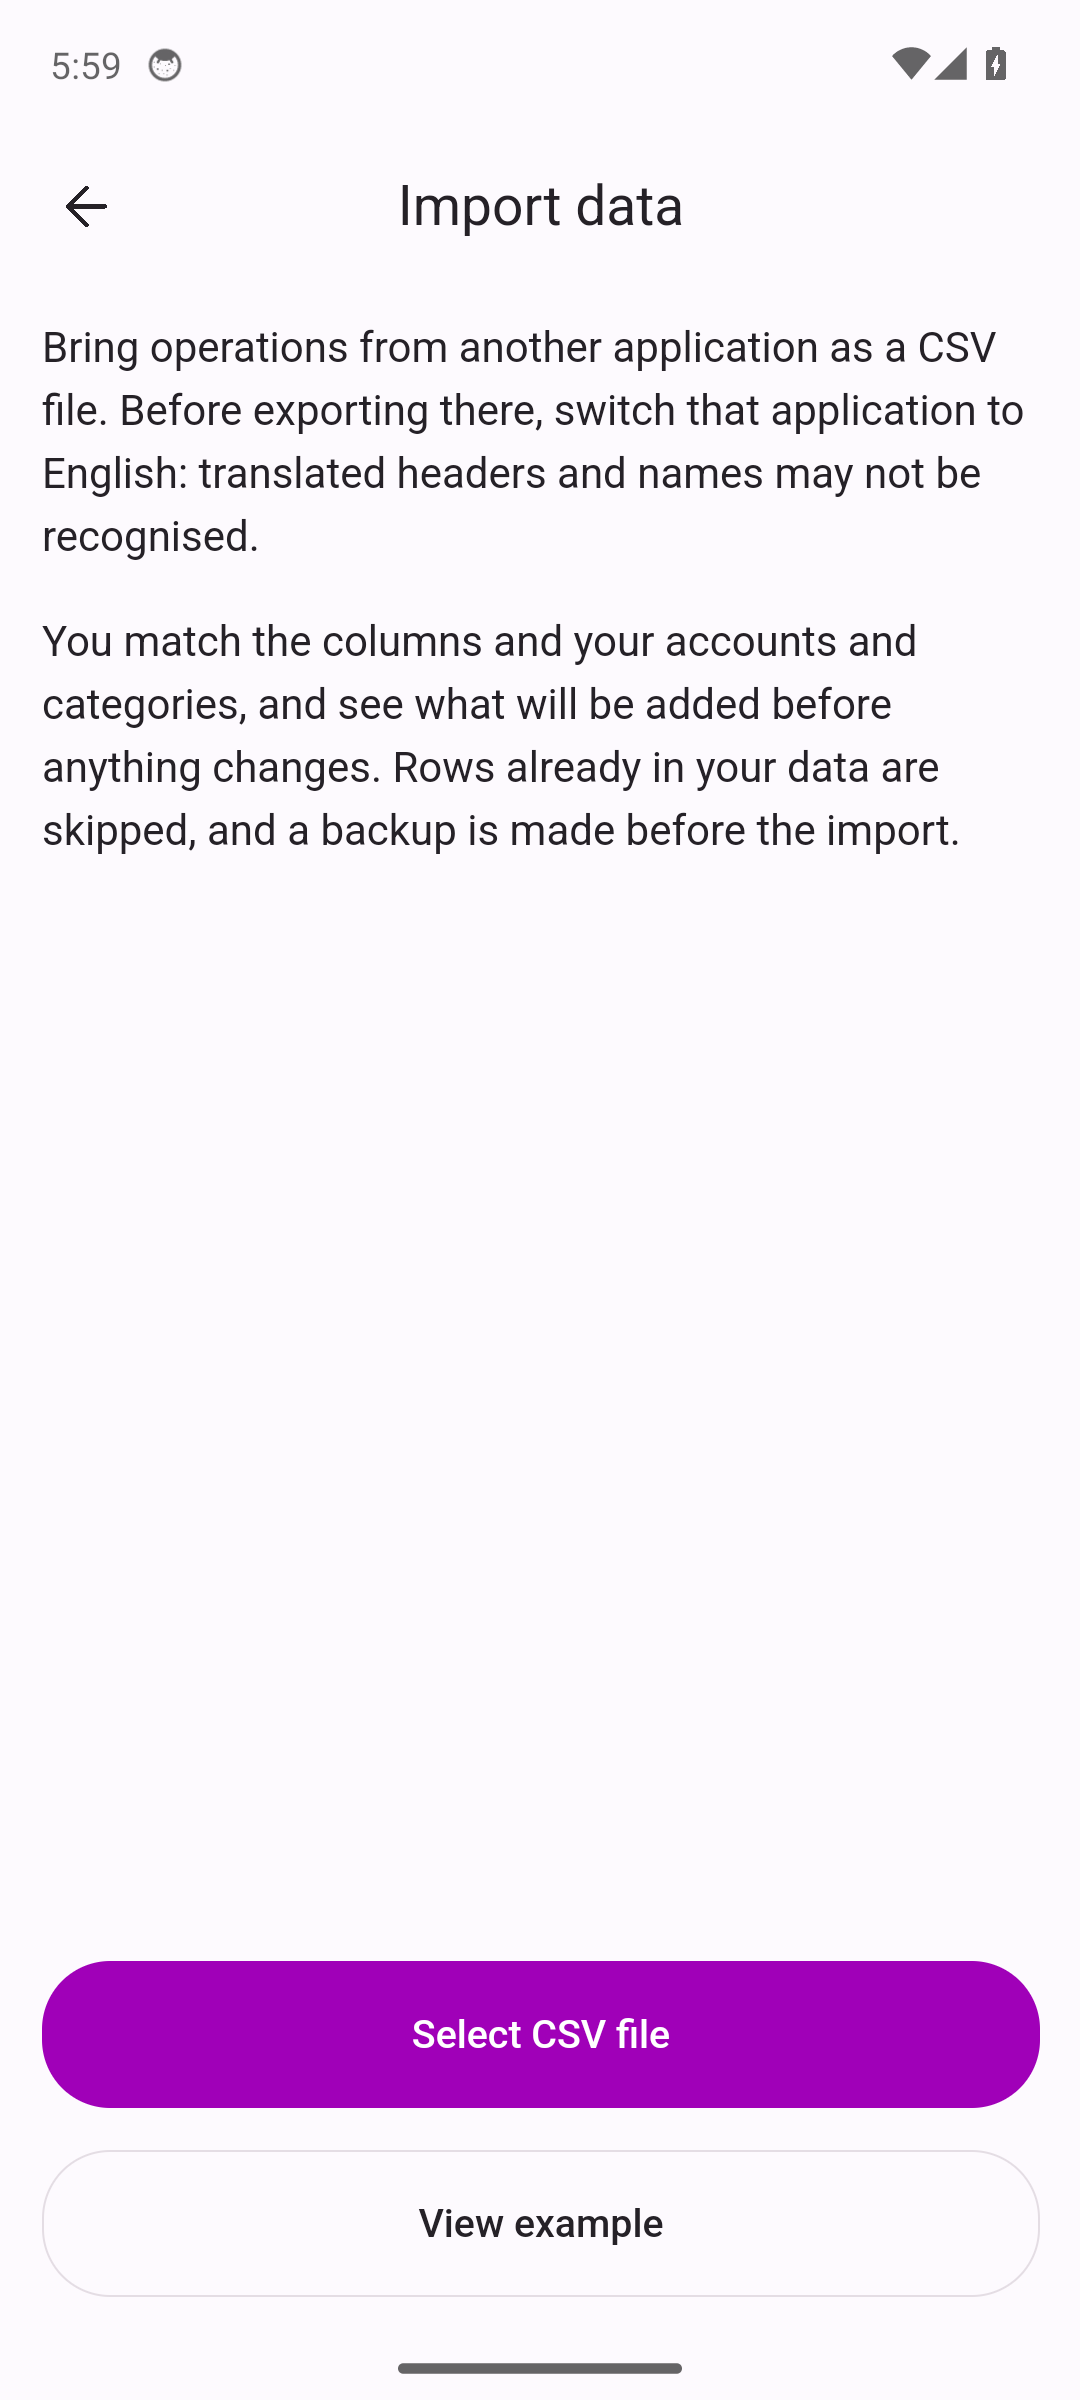 5:59
Import data
Bring operations from another application as a CSV
file. Before exporting there, switch that application to
English: translated headers and names may not be
recognised.
You match the columns and your accounts and
categories, and see what will be added before
anything changes. Rows already in your data are
skipped, and a backup is made before the import.
Select CSV file
View example